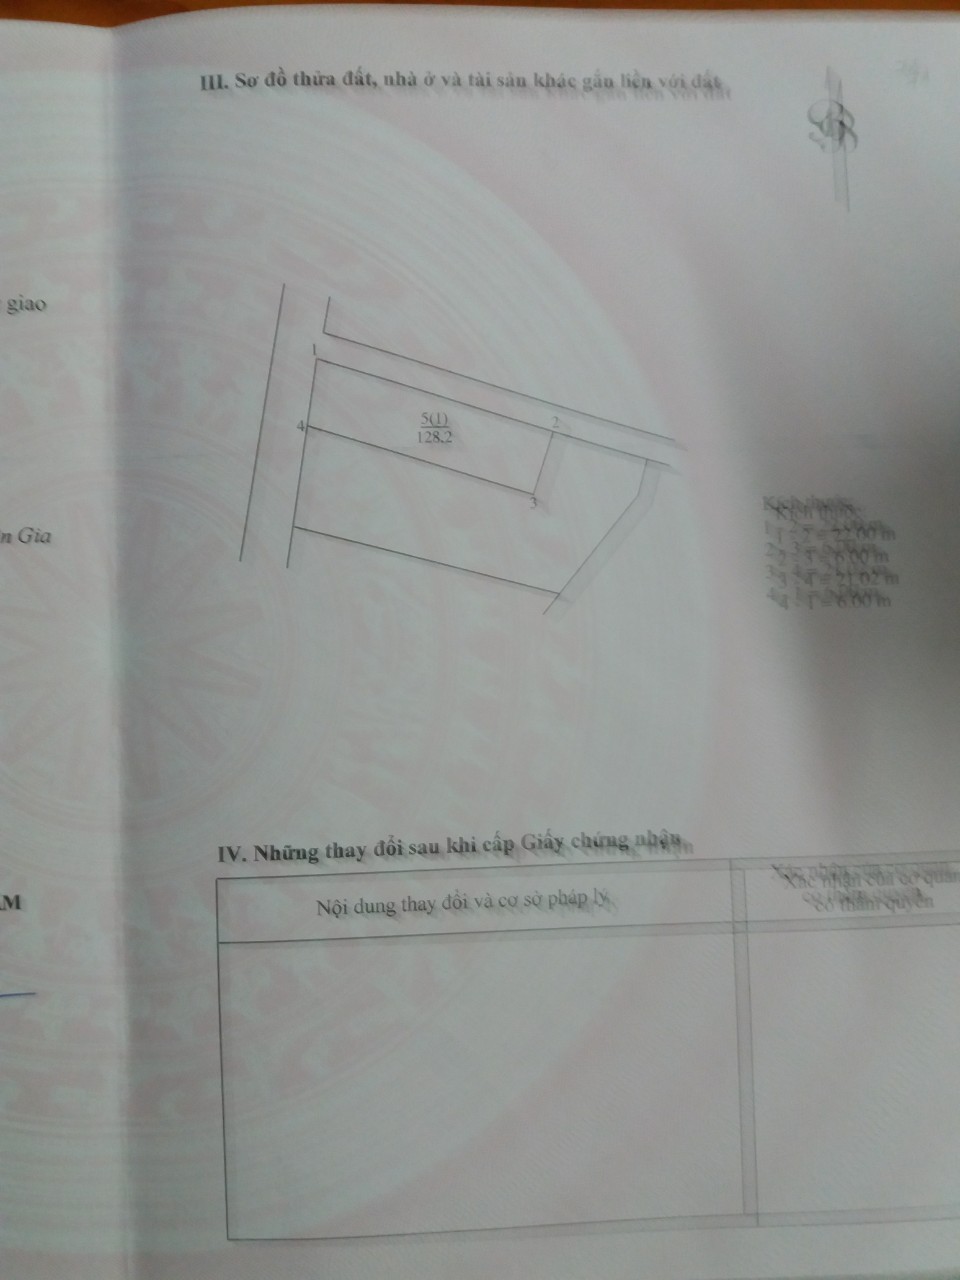 giao
n Gia
III. Sơ đồ thửa đất, nhà ở và tài sản khác gắn liền với đất
1
2
5(1)
128.2
4
3
Kích thước:
1 - 2 = 22.00 m
2 - 3 = 6.00 m
3 - 4 = 21.02 m
4 - 1 = 6.00 m
IV. Những thay đổi sau khi cấp Giấy chứng nhận
Nội dung thay đổi và cơ sở pháp lý
Xác nhận của cơ quan
có thẩm quyền